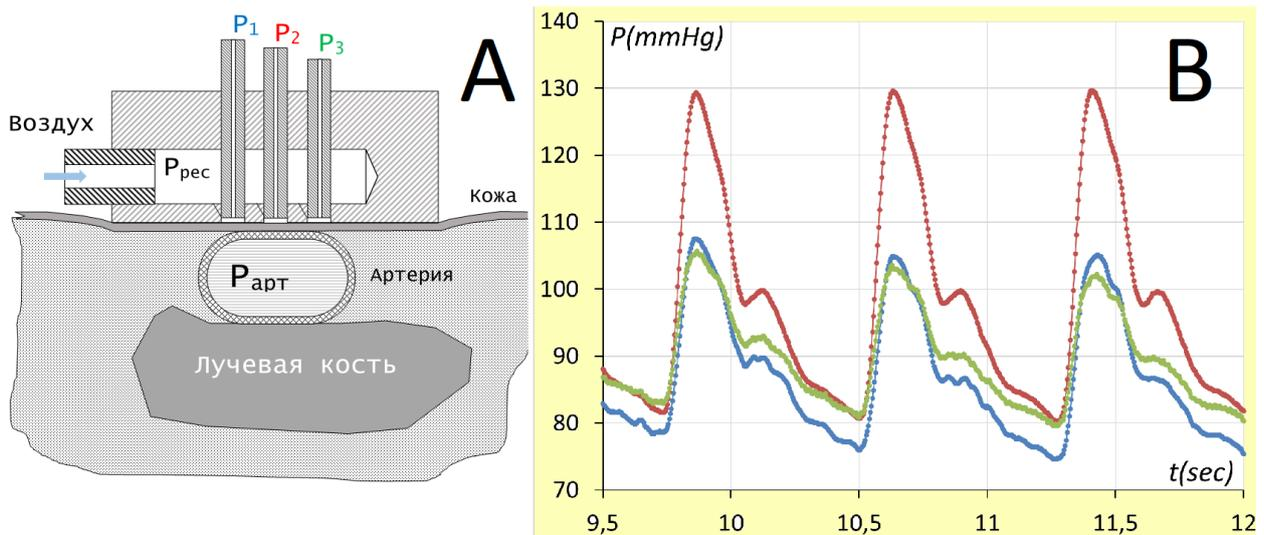 P1 P2 P3
A
Воздух
Pрес
Кожа
Pарт
Артерия
Лучевая кость
P(mmHg)
B
140
130
120
110
100
90
80
70
t(sec)
9,5 10 10,5 11 11,5 12